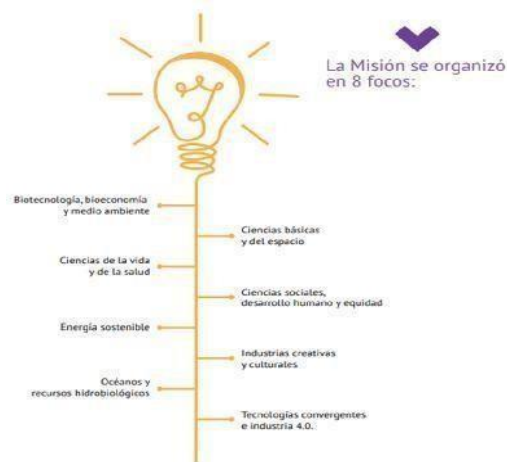 La Misión se organizó
en 8 focos:
Biotecnología, bioeconomía
y medio ambiente
Ciencias básicas
y del espacio
Ciencias de la vida
y de la salud
Ciencias sociales,
desarrollo humano y equidad
Energía sostenible
Industrias creativas
y culturales
Océanos y
recursos hidrobiológicos
Tecnologías convergentes
e industria 4.0.